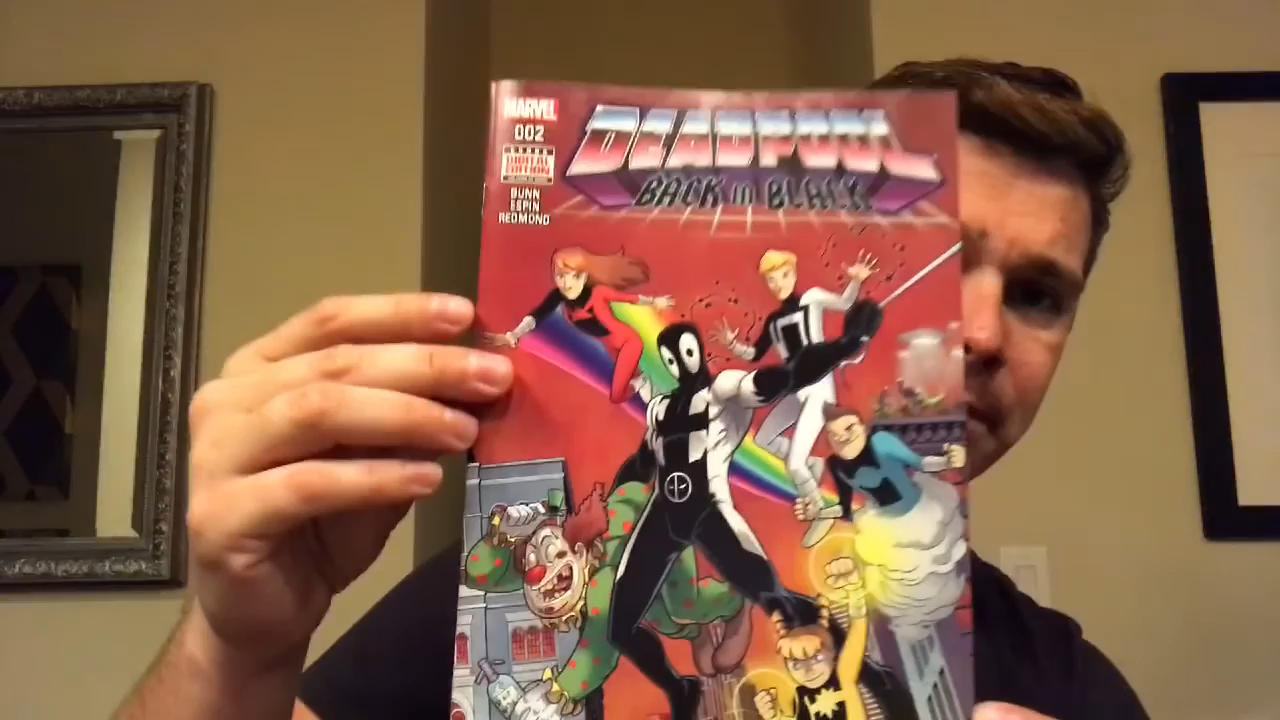 MARVEL
002
DIGITAL
EDITION
BUNN
ESPIN
REDMOND
DEADPOOL
BACK IN BLACK